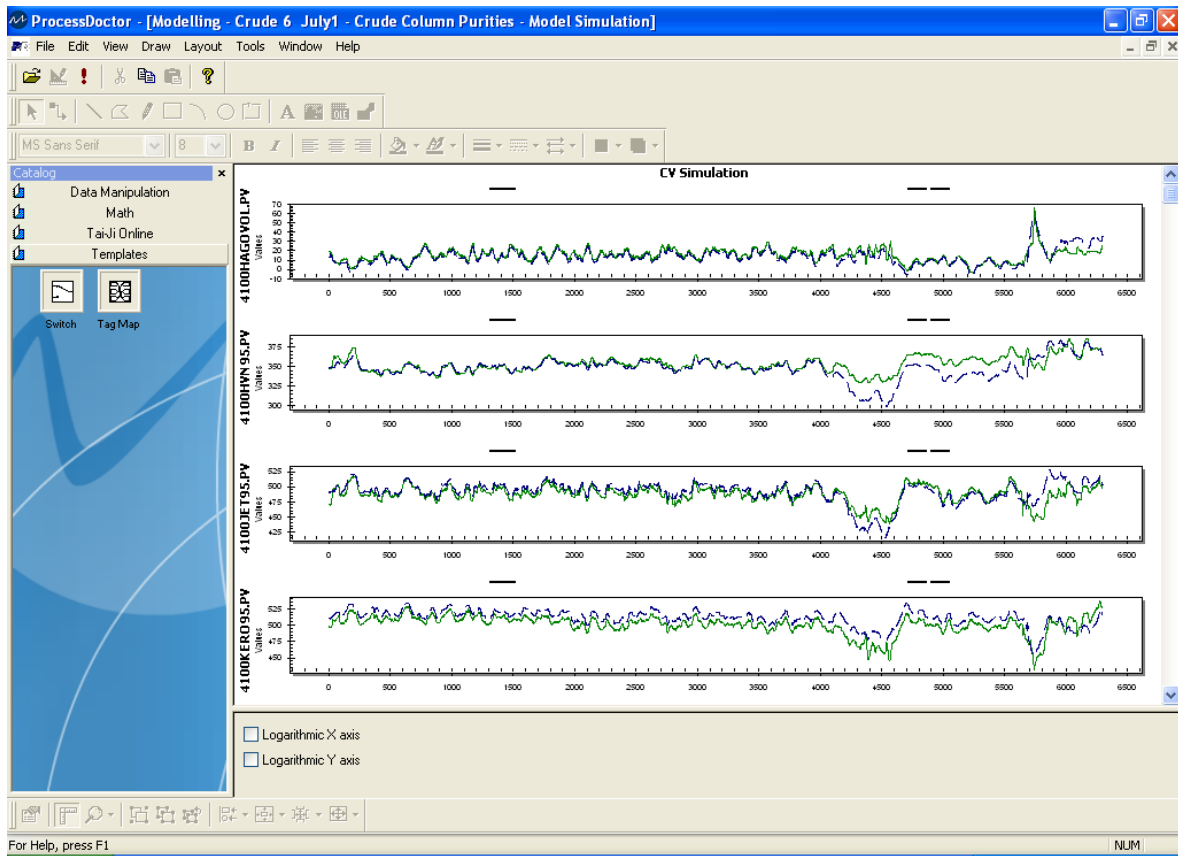 ProcessDoctor - [Modelling - Crude 6 July1 - Crude Column Purities - Model Simulation]
File Edit View Draw Layout Tools Window Help
OLE
MS Sans Serif 8 B I
Catalog
Data Manipulation
Math
Tai-Ji Online
Templates
Switch Tag Map
CV Simulation
4100HAGOVOL.PV
Values
70
60
50
40
30
20
10
0
-10
0 500 1000 1500 2000 2500 3000 3500 4000 4500 5000 5500 6000 6500
4100HVN95.PV
Values
375
350
325
300
0 500 1000 1500 2000 2500 3000 3500 4000 4500 5000 5500 6000 6500
4100JET95.PV
Values
525
500
475
450
425
0 500 1000 1500 2000 2500 3000 3500 4000 4500 5000 5500 6000 6500
4100KERO95.PV
Values
525
500
475
450
0 500 1000 1500 2000 2500 3000 3500 4000 4500 5000 5500 6000 6500
Logarithmic X axis
Logarithmic Y axis
For Help, press F1 NUM